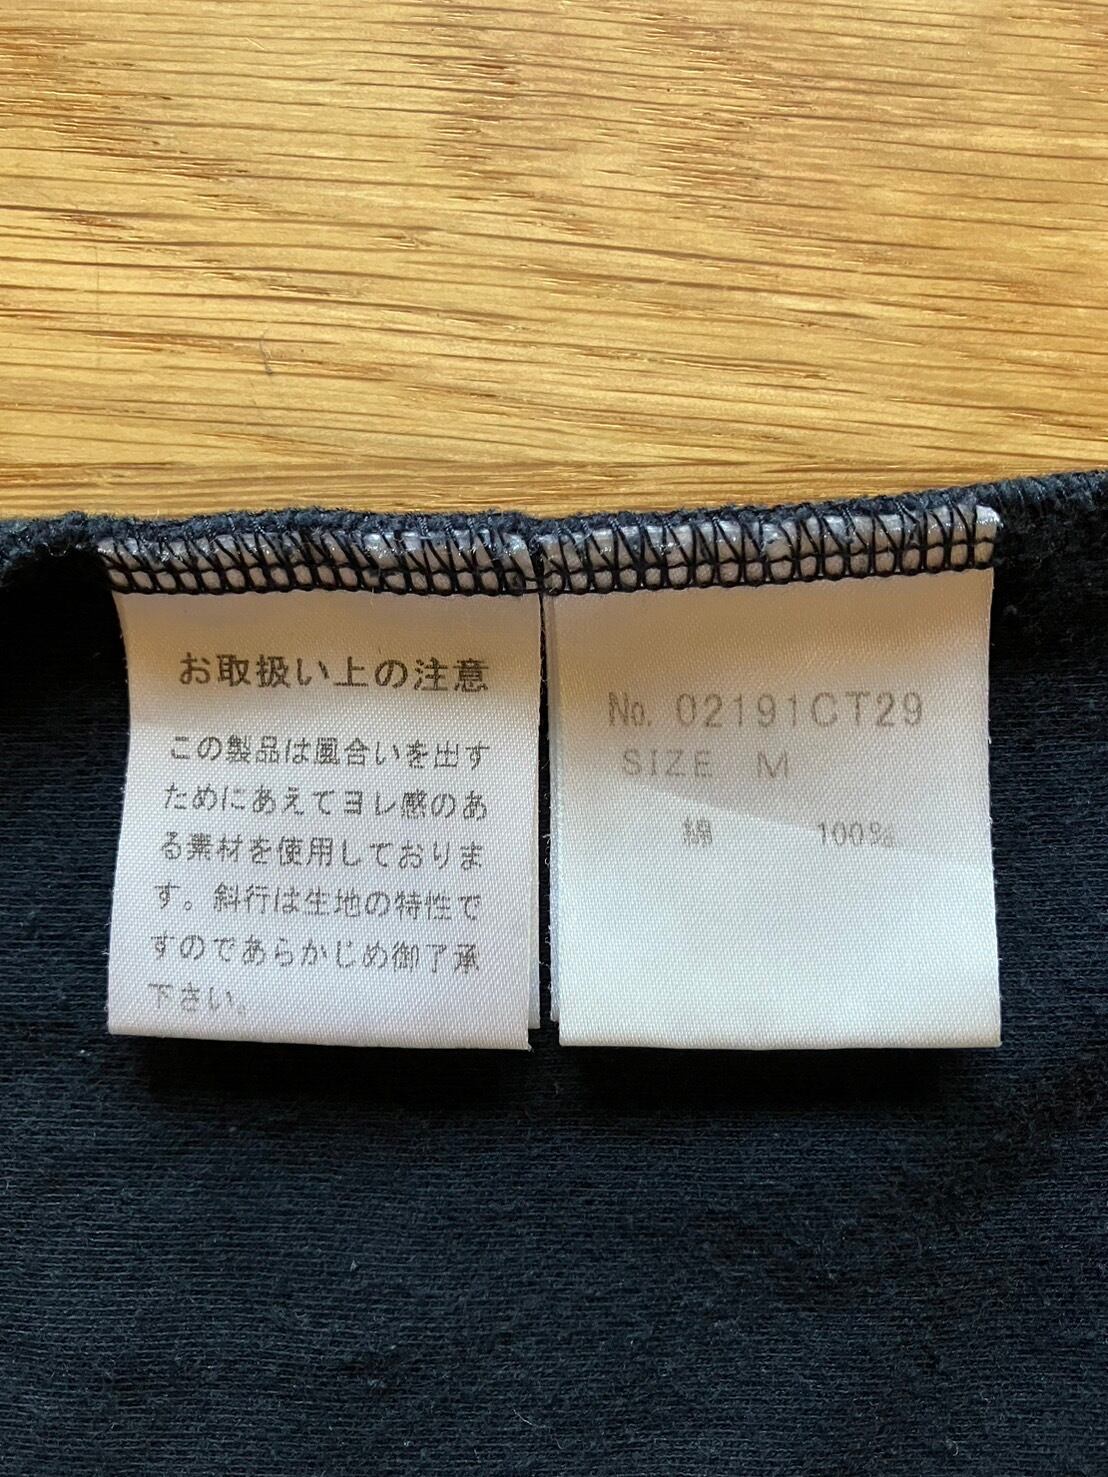 お取扱い上の注意
この製品は風合いを出す
ためにあえてヨレ感のあ
る素材を使用しておりま
す。斜行は生地の特性で
すのであらかじめ御了承
下さい。
No. 02191CT29
SIZE M
綿 100%